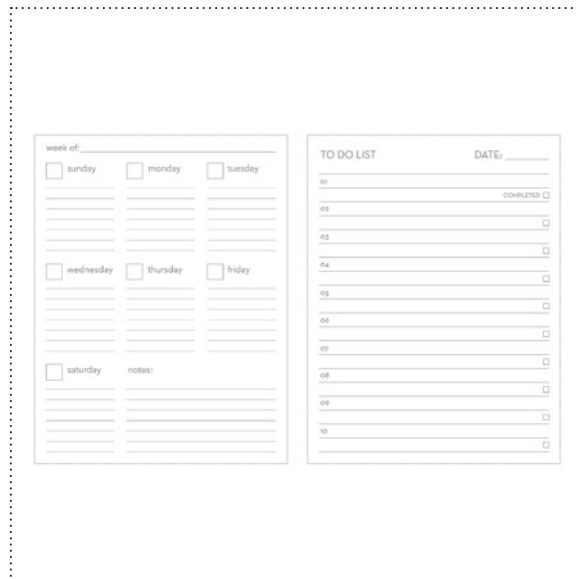 week of:
sunday monday tuesday
wednesday thursday friday
saturday notes:
TO DO LIST DATE:
01
COMPLETED
02
03
04
05
06
07
08
09
10